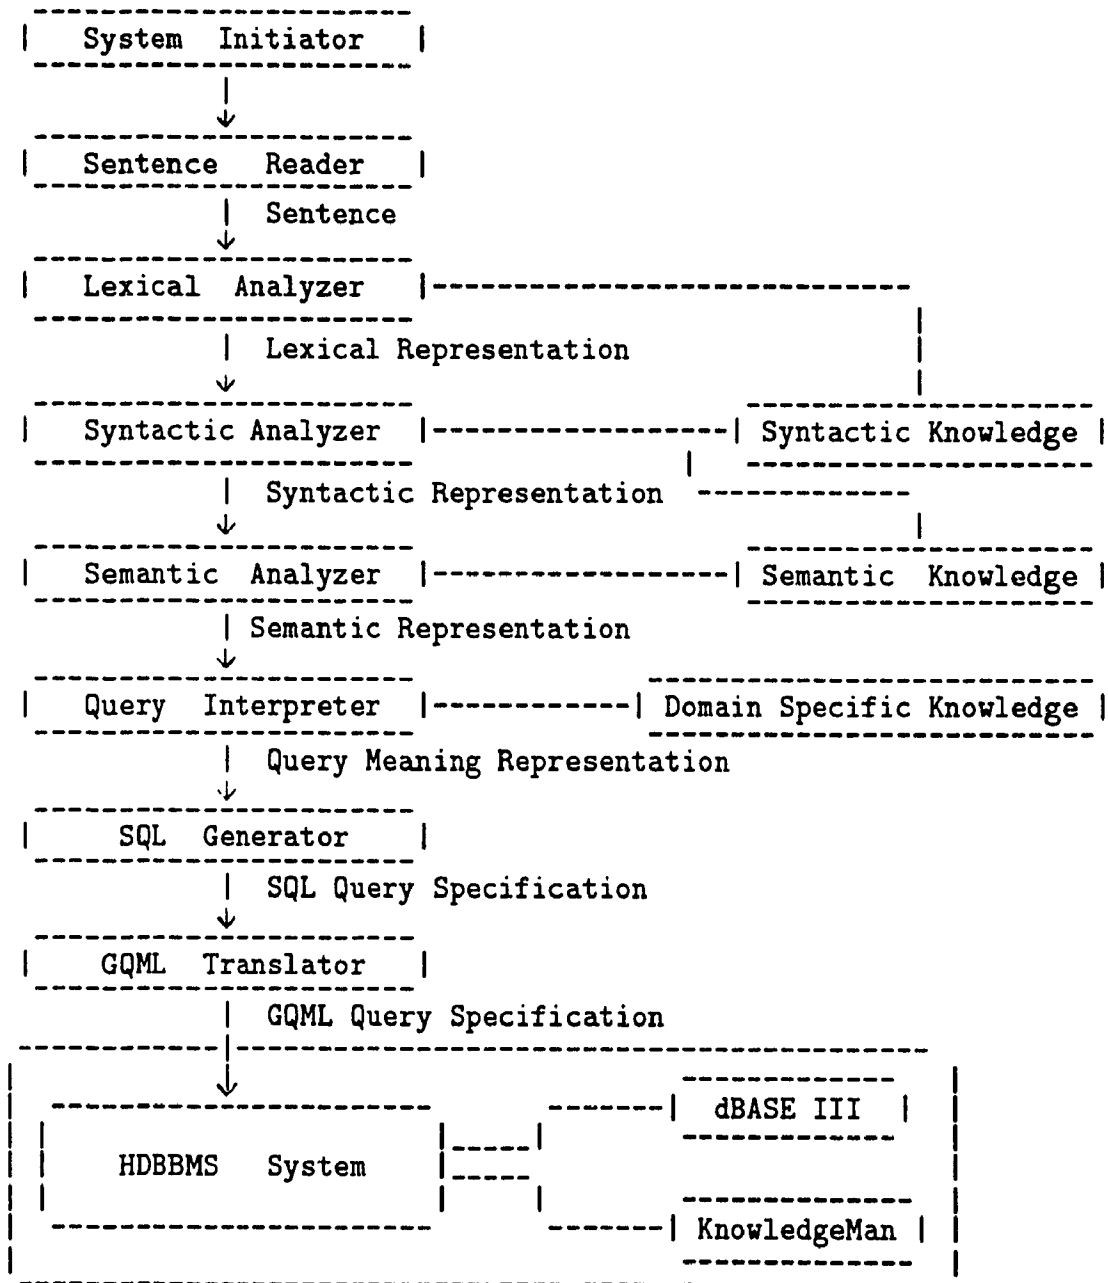 System Initiator
Sentence Reader
Sentence
Lexical Analyzer
Lexical Representation
Syntactic Analyzer Syntactic Knowledge
Syntactic Representation
Semantic Analyzer Semantic Knowledge
Semantic Representation
Query Interpreter Domain Specific Knowledge
Query Meaning Representation
SQL Generator
SQL Query Specification
GQML Translator
GQML Query Specification
dBASE III
HDBBMS System
KnowledgeMan